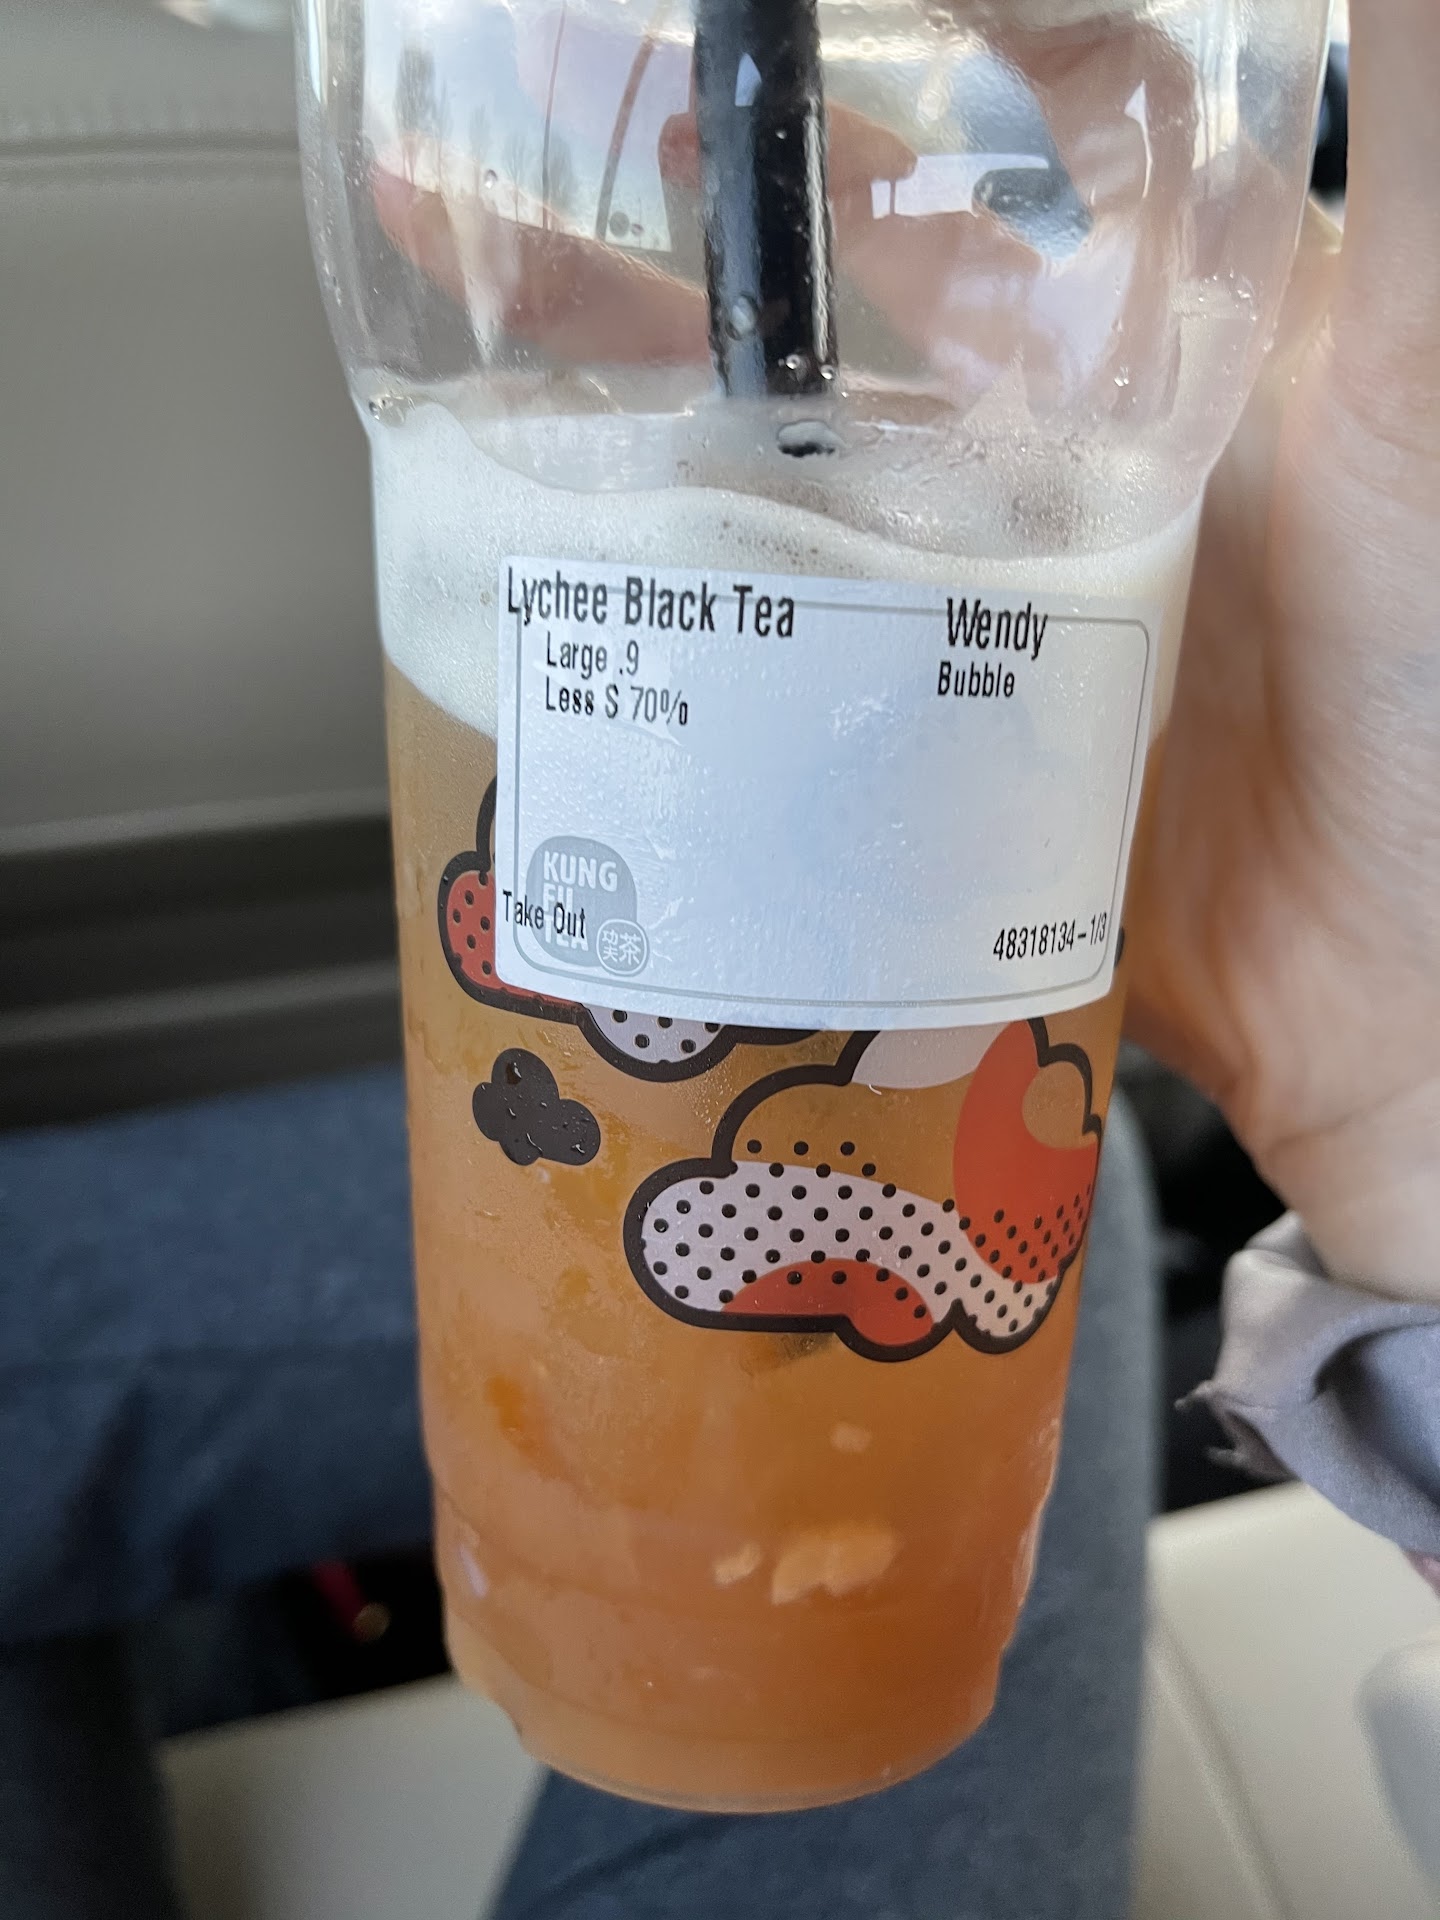 Lychee Black Tea
Wendy
Large .9
Bubble
Less S 70%
KUNG
FU
TEA
功夫茶
Take Out
48318134-1/3